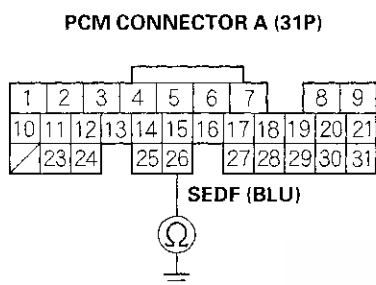 PCM CONNECTOR A (31P)
1 2 3 4 5 6 7 8 9
10 11 12 13 14 15 16 17 18 19 20 21
23 24 25 26 27 28 29 30 31
SEDF (BLU)
Ω